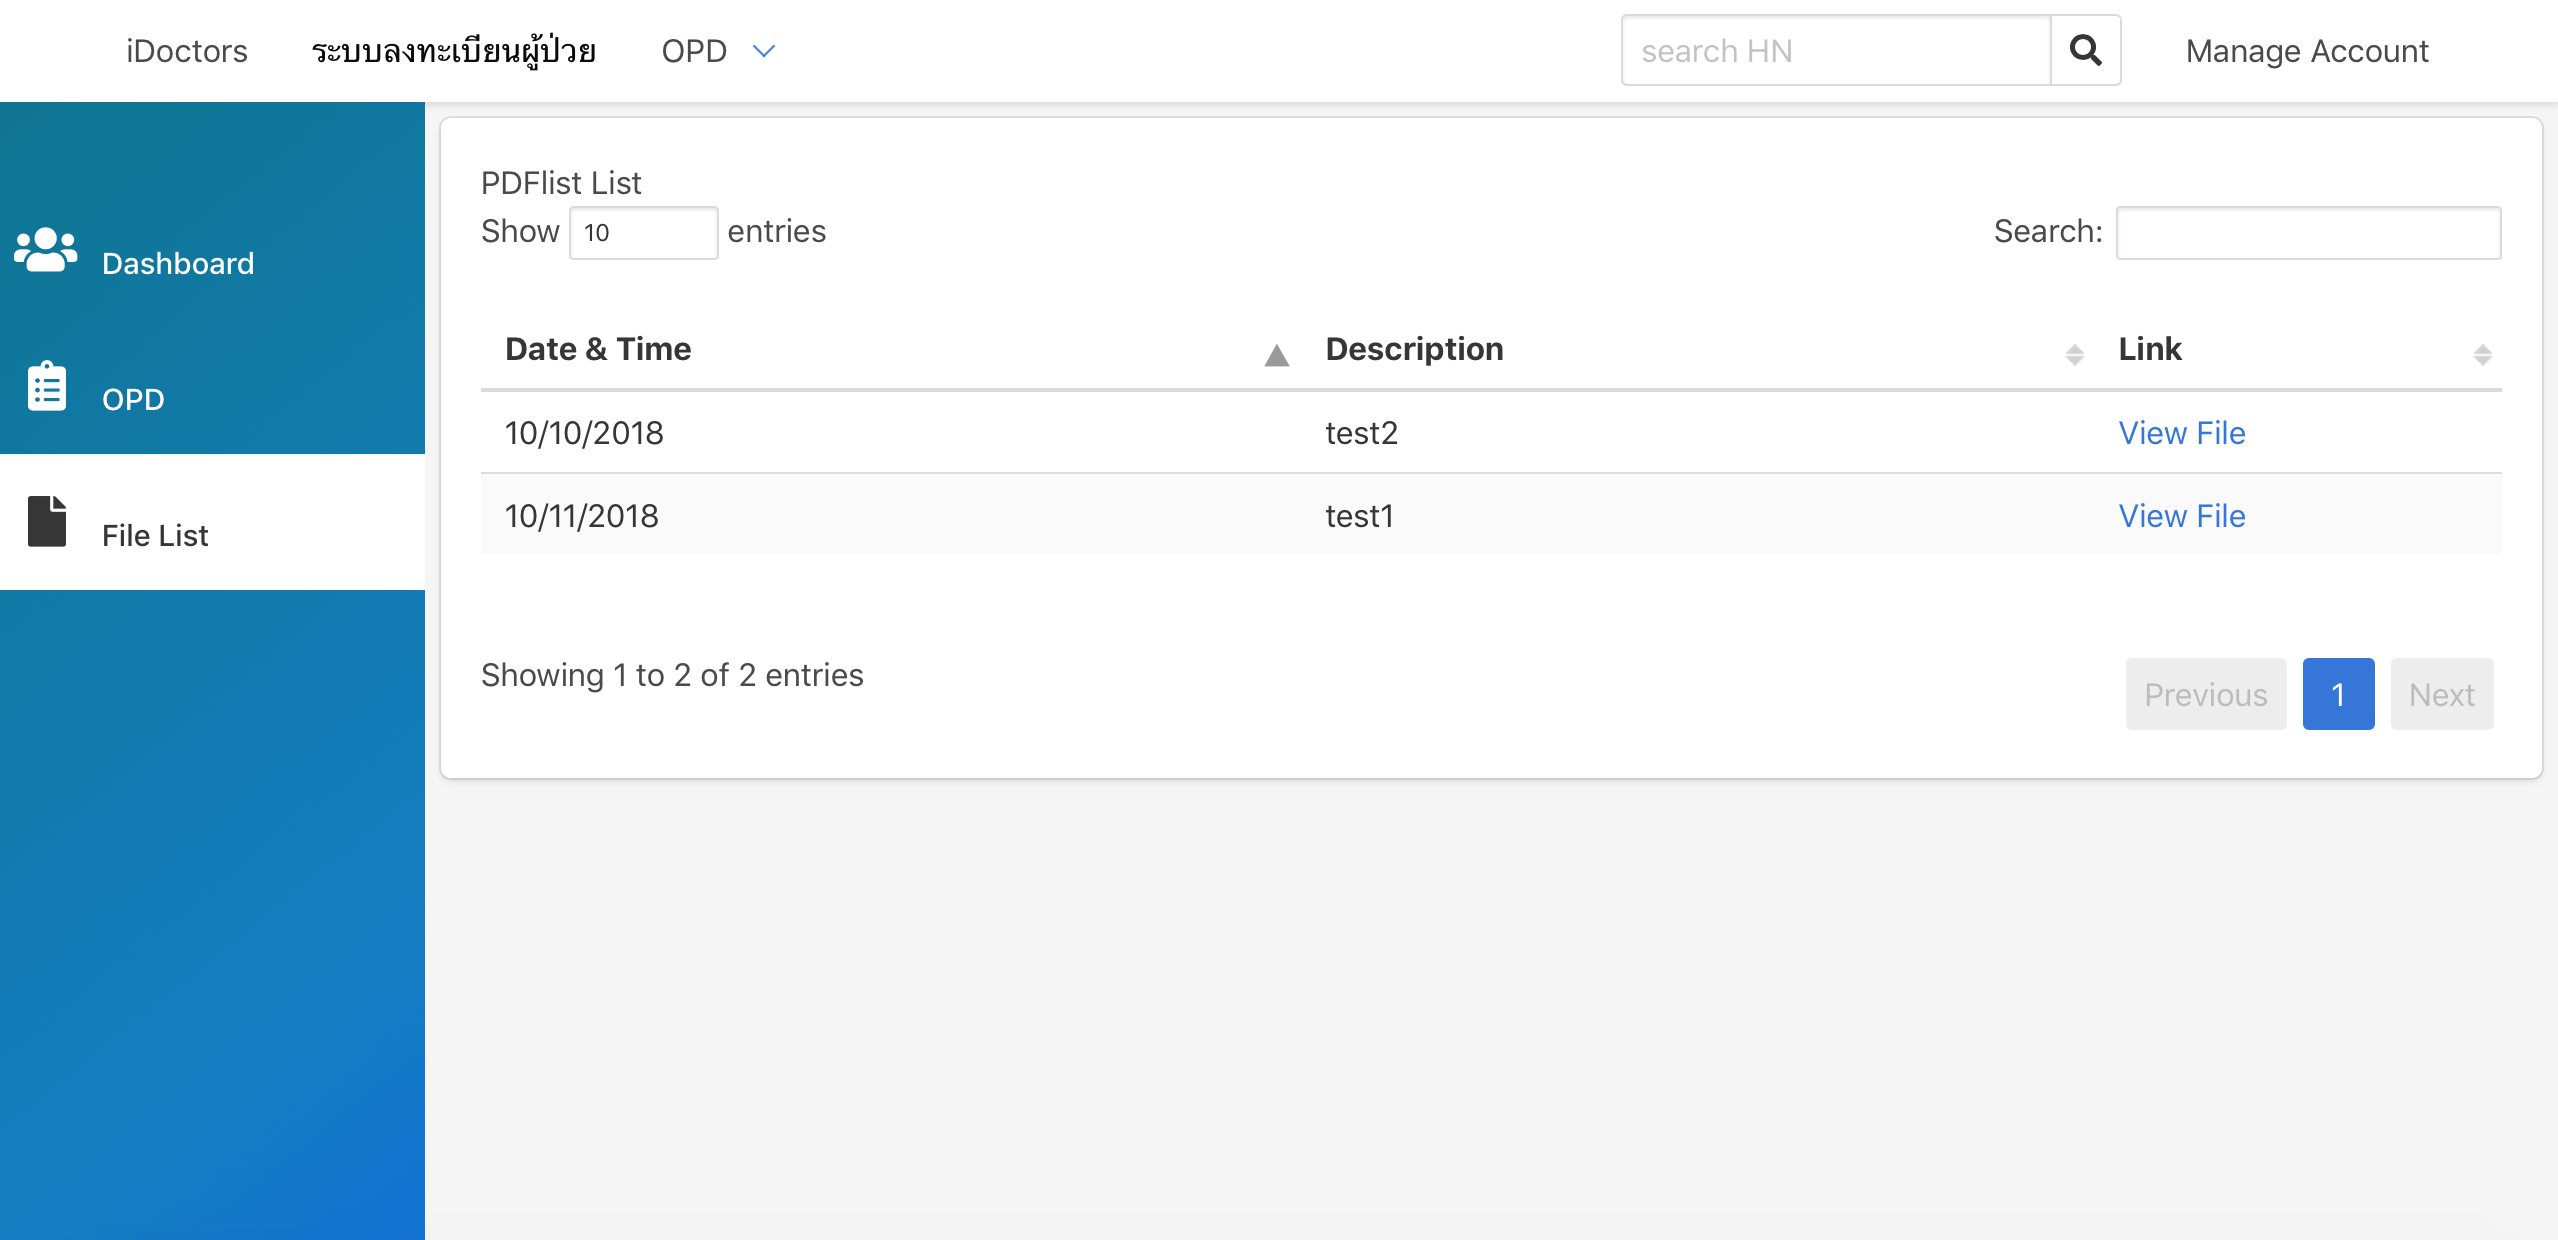 iDoctors ระบบลงทะเบียนผู้ป่วย OPD search HN Manage Account
Dashboard
OPD
File List
PDFlist List
Show 10 entries Search:
Date & Time Description Link
10/10/2018 test2 View File
10/11/2018 test1 View File
Showing 1 to 2 of 2 entries Previous 1 Next